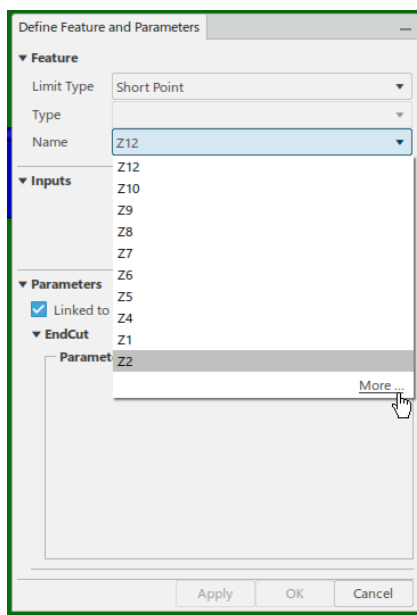 Define Feature and Parameters
Feature
Limit Type Short Point
Type
Name Z12
Z12
Inputs
Z10
Z9
Z8
Z7
Z6
Parameters
Z5
Linked to
Z4
EndCut
Z1
Paramet
Z2
More ...
Apply OK Cancel